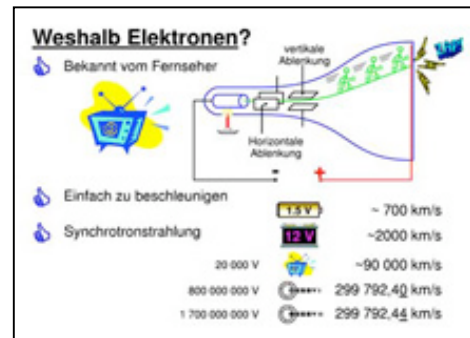 Weshalb Elektronen?
Bekannt vom Fernseher
vertikale
Ablenkung
Horizontale
Ablenkung
- +
Einfach zu beschleunigen
1.5 V ~ 700 km/s
Synchrotronstrahlung
12 V ~2000 km/s
20 000 V ~90 000 km/s
800 000 000 V 299 792,40 km/s
1 700 000 000 V 299 792,44 km/s